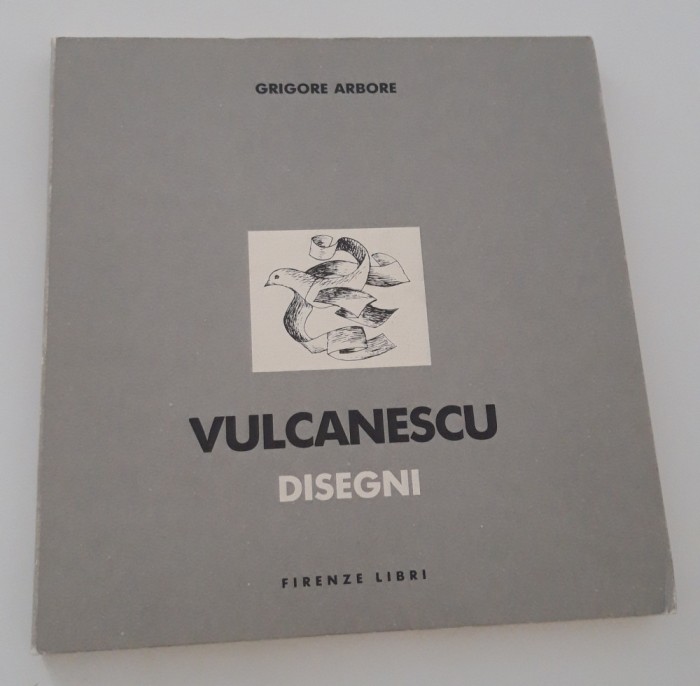 GRIGORE ARBORE
VULCANESCU
DISEGNI
FIRENZE LIBRI